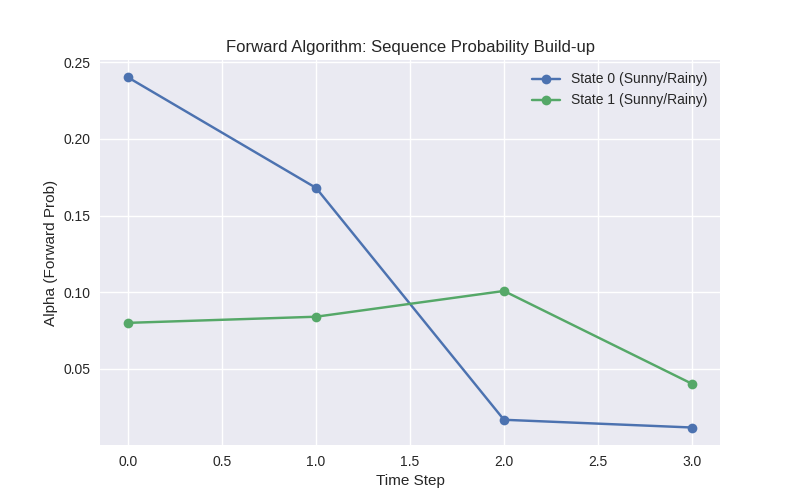 Forward Algorithm: Sequence Probability Build-up
State 0 (Sunny/Rainy)
State 1 (Sunny/Rainy)
Alpha (Forward Prob)
0.25
0.20
0.15
0.10
0.05
0.0 0.5 1.0 1.5 2.0 2.5 3.0
Time Step